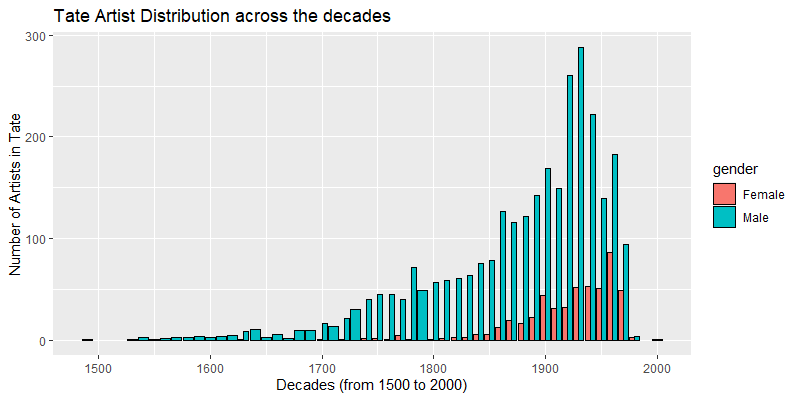 Tate Artist Distribution across the decades
Number of Artists in Tate
300
200
100
0
1500
1600
1700
1800
1900
2000
Decades (from 1500 to 2000)
gender
Female
Male